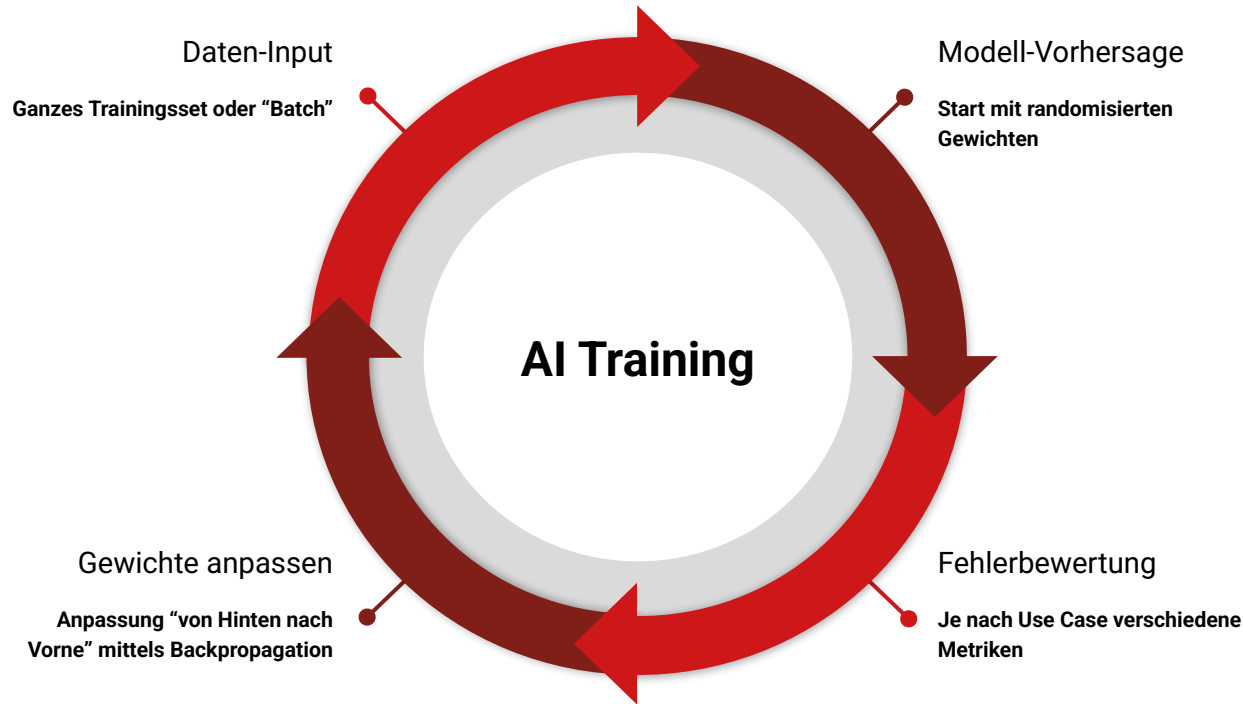 Daten-Input
Ganzes Trainingsset oder “Batch”
Modell-Vorhersage
Start mit randomisierten
Gewichten
AI Training
Gewichte anpassen
Anpassung “von Hinten nach
Vorne” mittels Backpropagation
Fehlerbewertung
Je nach Use Case verschiedene
Metriken